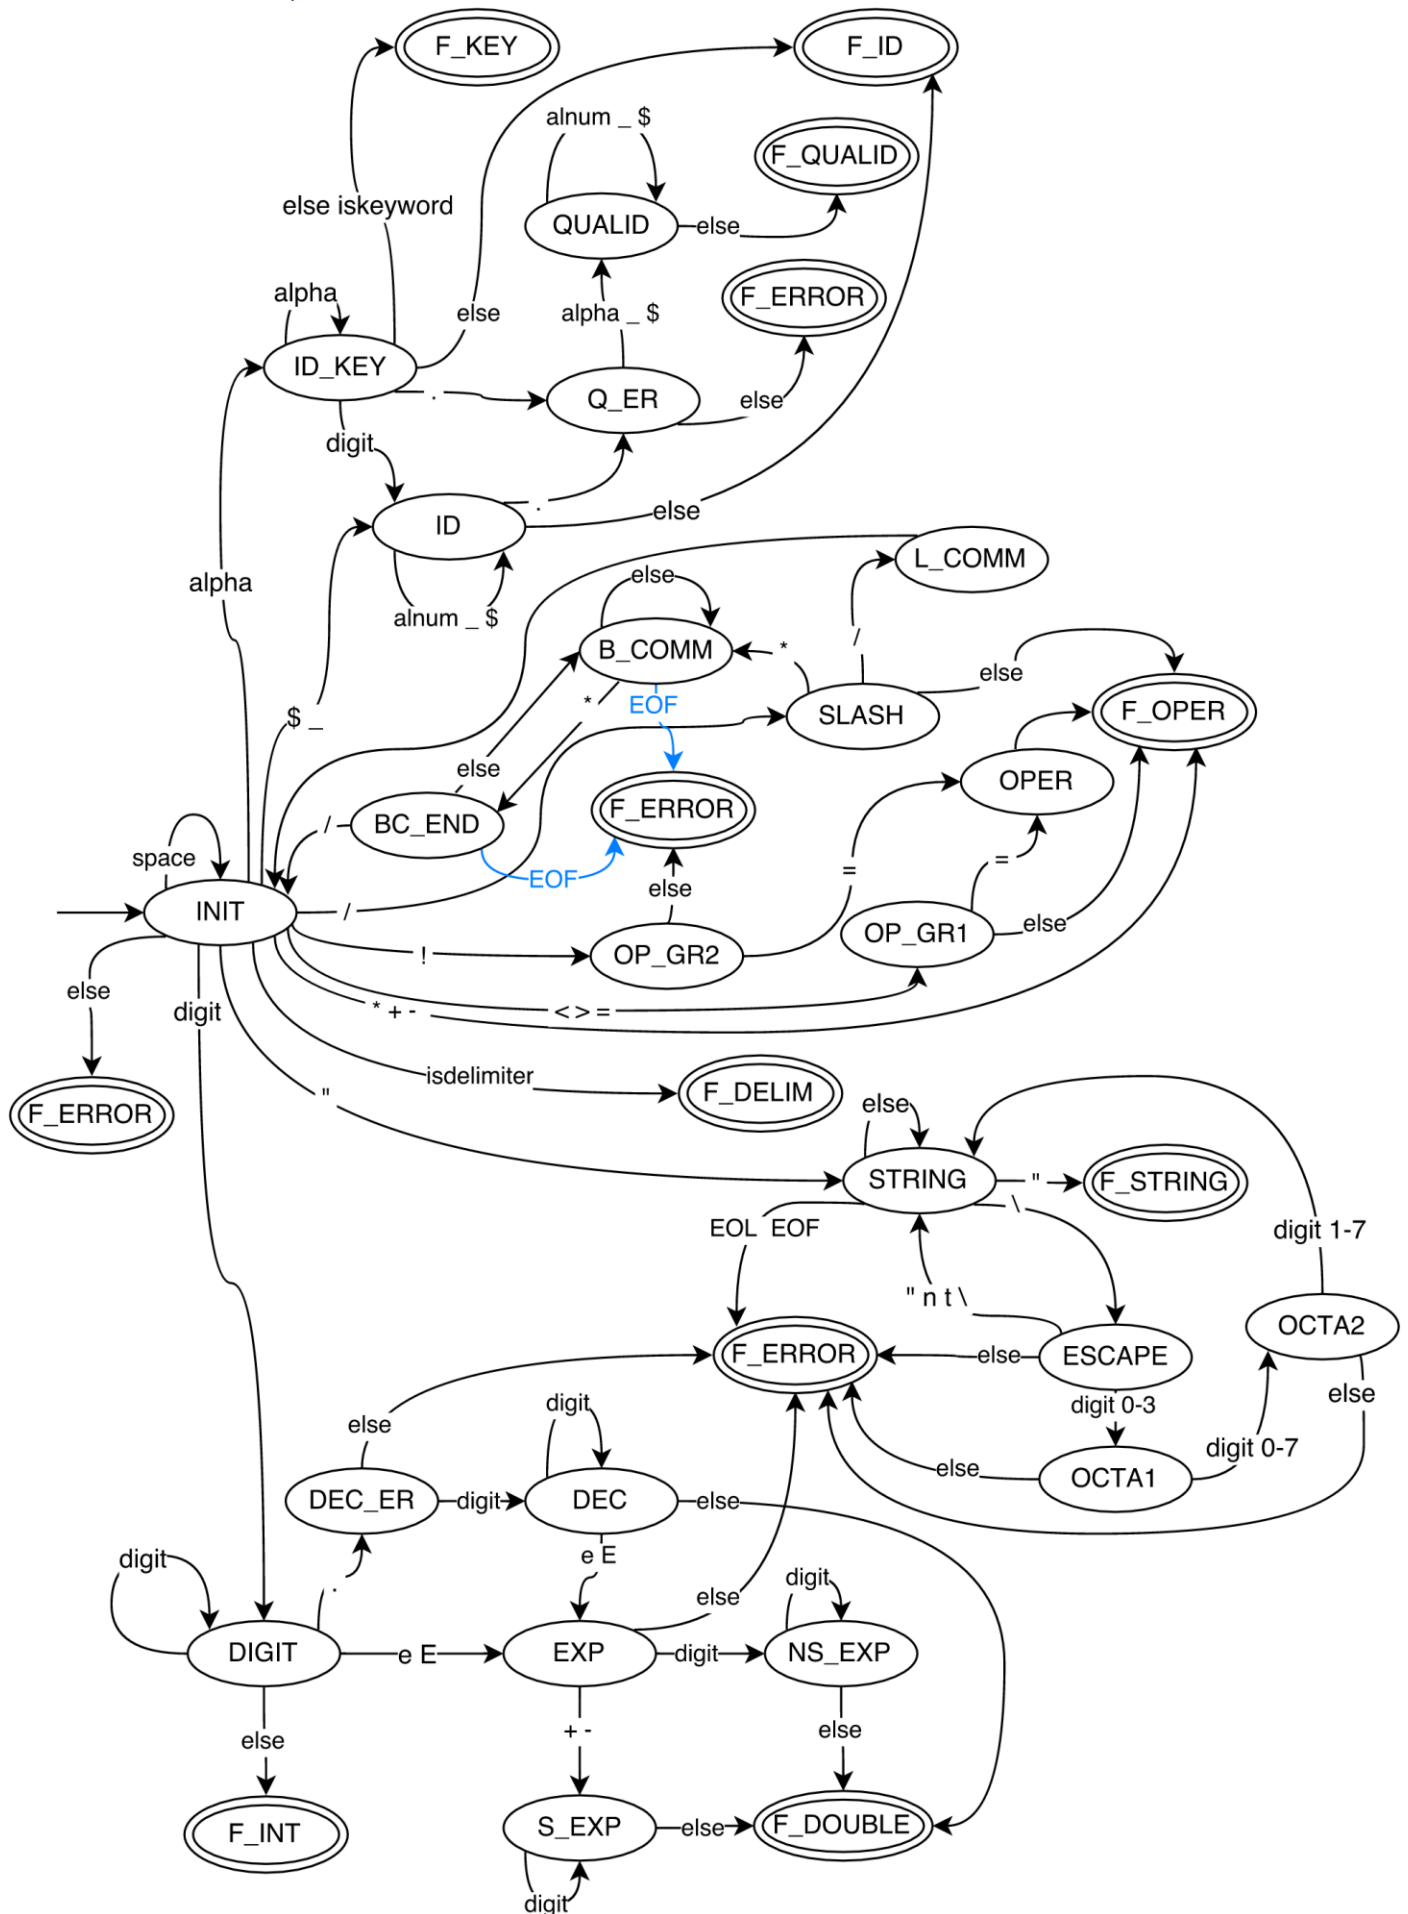 F_KEY
F_ID
alnum _ $
F_QUALID
else iskeyword
QUALID
else
F_ERROR
alpha
alpha _ $
else
ID_KEY
.
Q_ER
else
digit
.
ID
else
L_COMM
alpha
else
alnum _ $
/
B_COMM
*
else
*
EOF
SLASH
F_OPER
$ _
else
OPER
F_ERROR
/
BC_END
space
=
=
EOF
else
INIT
/
OP_GR1
else
!
OP_GR2
else
digit
* + -
< > =
isdelimiter
F_DELIM
"
F_ERROR
else
STRING
"
F_STRING
\
EOL EOF
digit 1-7
" n t \
OCTA2
F_ERROR
else
ESCAPE
else
digit 0-3
digit
else
digit 0-7
else
OCTA1
DEC_ER
digit
DEC
else
e E
digit
.
digit
else
DIGIT
e E
EXP
digit
NS_EXP
+ -
else
else
S_EXP
else
F_DOUBLE
F_INT
digit